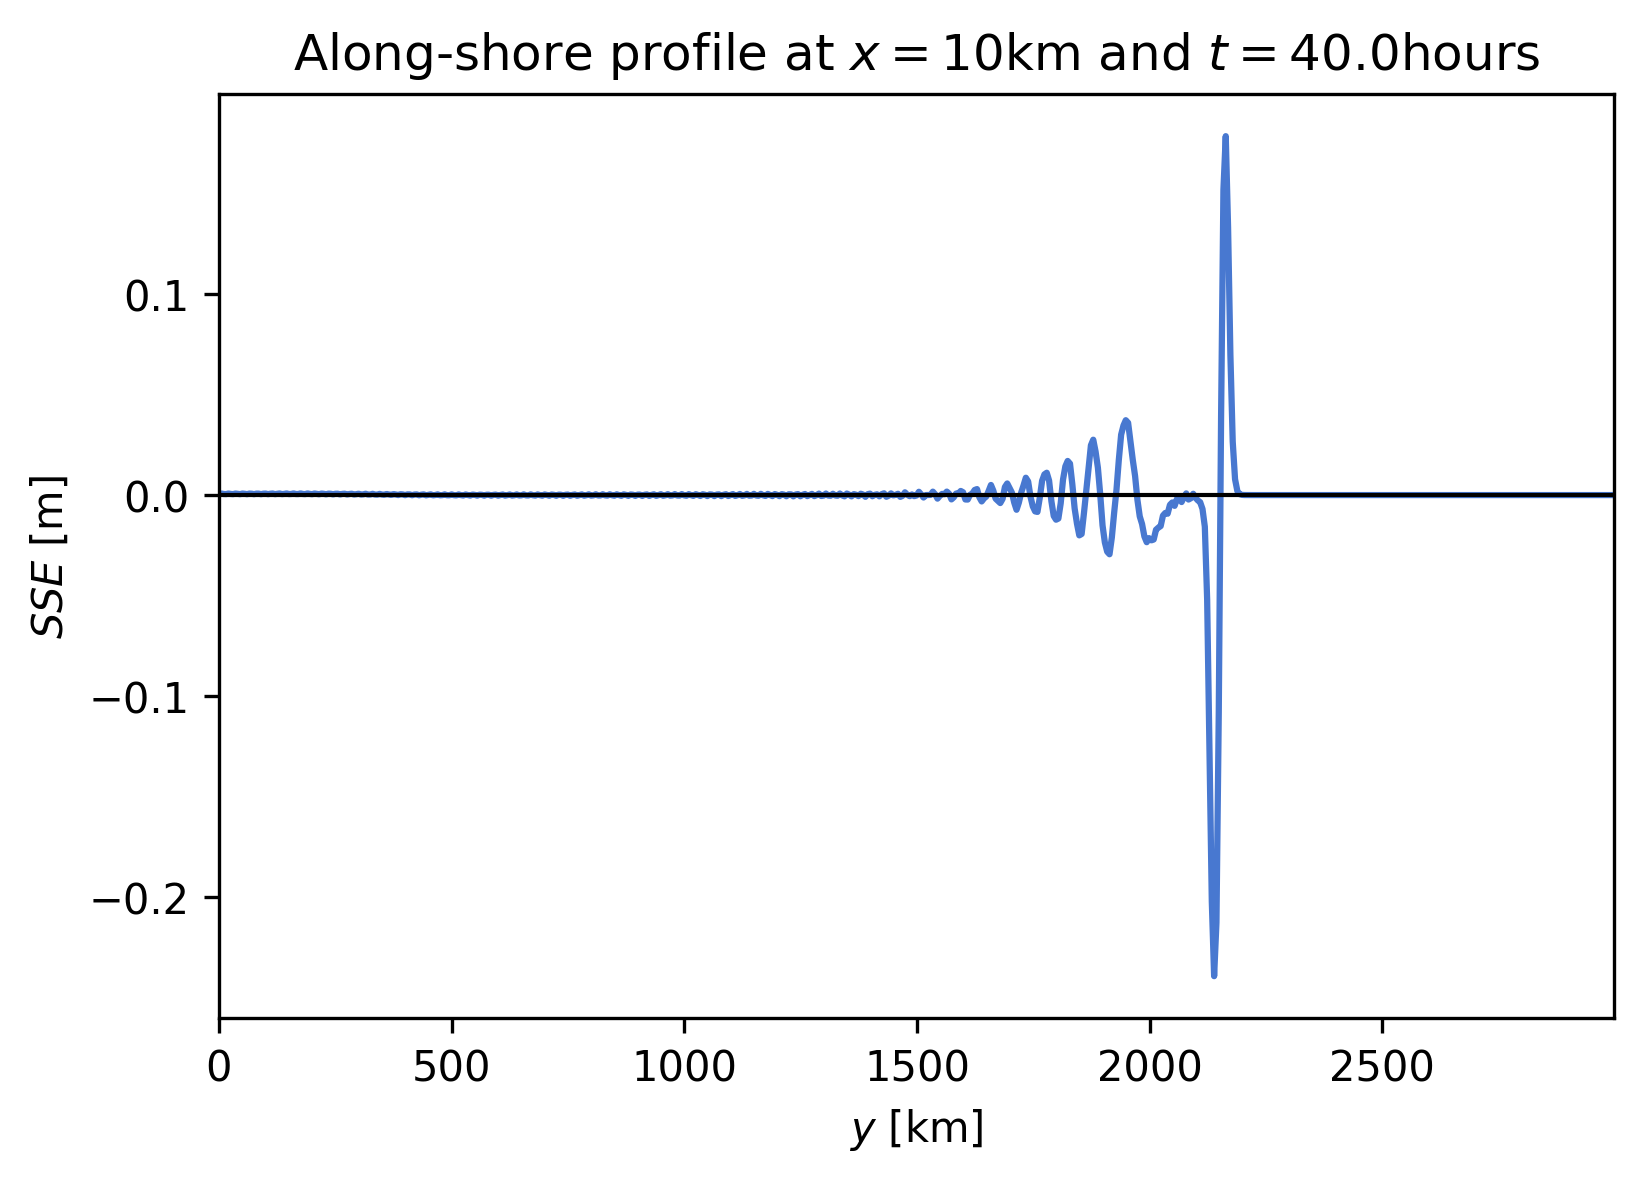 Along-shore profile at x = 10km and t = 40.0hours
SSE [m]
0.1
0.0
−0.1
−0.2
0 500 1000 1500 2000 2500
y [km]